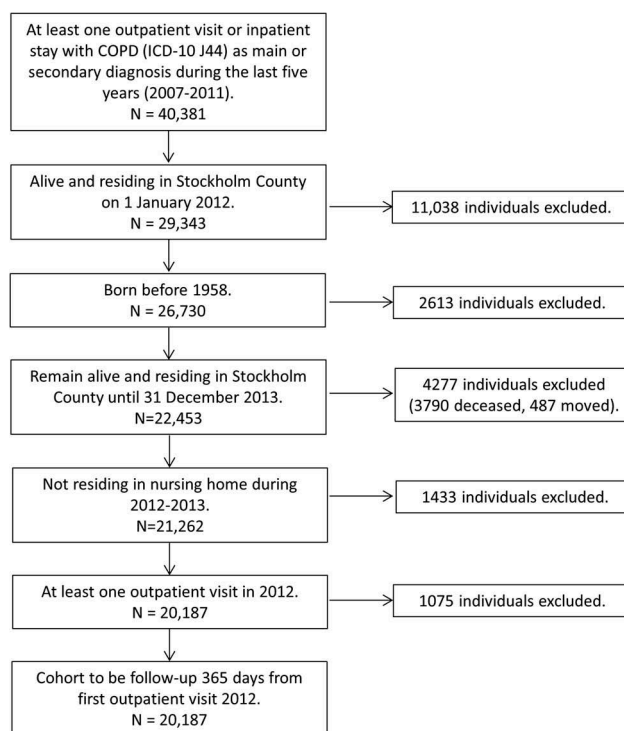 At least one outpatient visit or inpatient
stay with COPD (ICD-10 J44) as main or
secondary diagnosis during the last five
years (2007-2011).
N = 40,381
Alive and residing in Stockholm County
on 1 January 2012.
N = 29,343
11,038 individuals excluded.
Born before 1958.
N = 26,730
2613 individuals excluded.
Remain alive and residing in Stockholm
County until 31 December 2013.
N=22,453
4277 individuals excluded
(3790 deceased, 487 moved).
Not residing in nursing home during
2012-2013.
N=21,262
1433 individuals excluded.
At least one outpatient visit in 2012.
N = 20,187
1075 individuals excluded.
Cohort to be follow-up 365 days from
first outpatient visit 2012.
N = 20,187